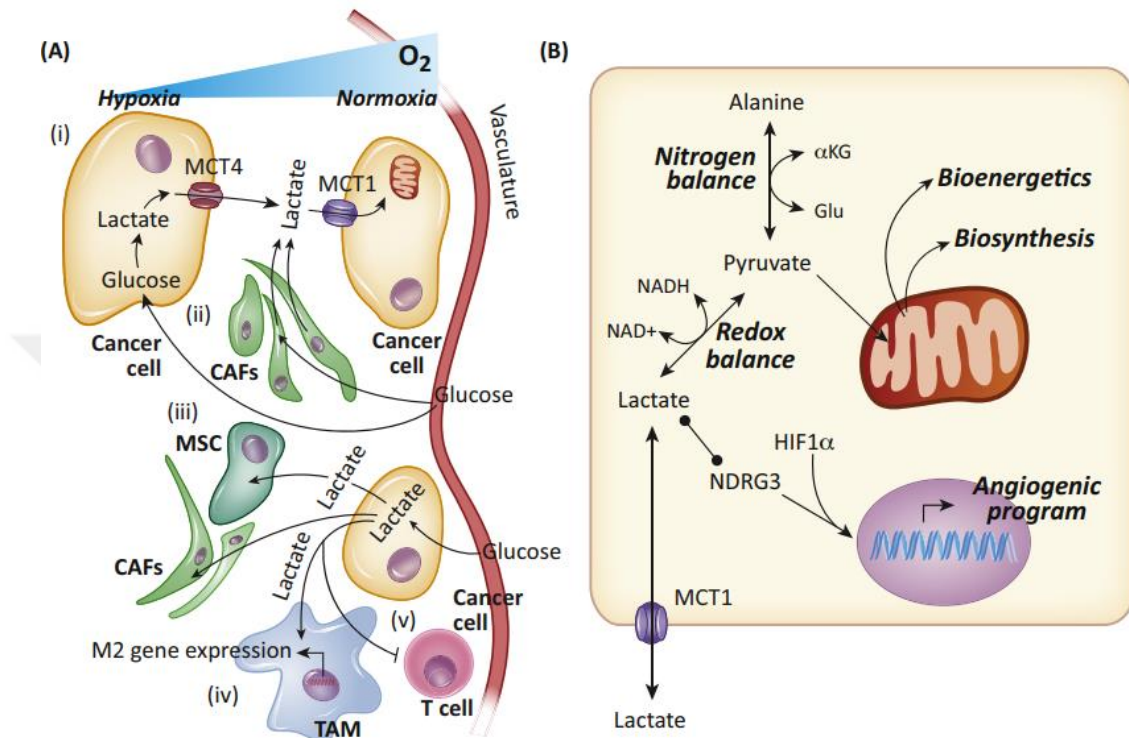 (A)
O2
Hypoxia
Normoxia
(i)
MCT4
Vasculature
MCT1
Lactate
Lactate
Glucose
(ii)
Cancer
cell
CAFs
Cancer
cell
Glucose
(iii)
MSC
Lactate
Lactate
CAFs
Lactate
Glucose
Cancer
cell
(v)
M2 gene expression
(iv)
TAM
T cell
(B)
Alanine
Nitrogen
balance
αKG
Glu
Bioenergetics
Biosynthesis
Pyruvate
NADH
NAD+
Redox
balance
Lactate
HIF1α
NDRG3
Angiogenic
program
MCT1
Lactate